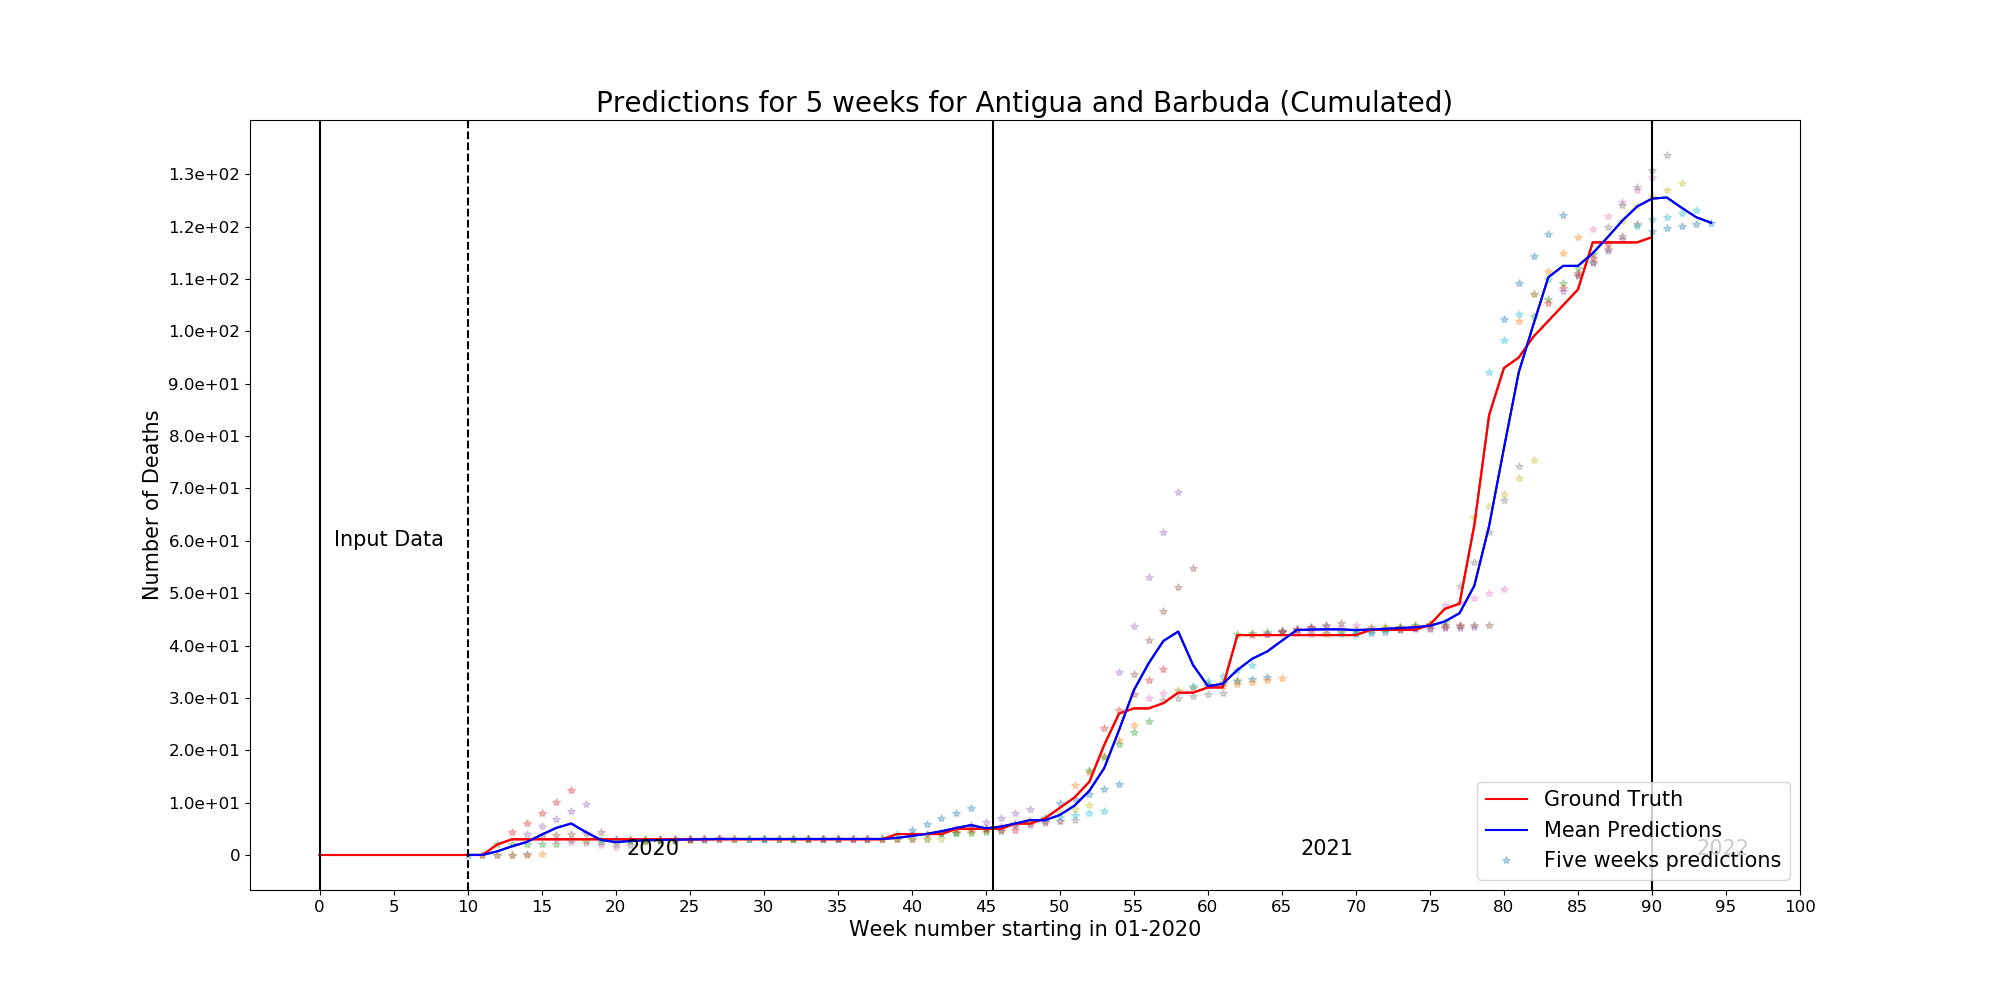 Predictions for 5 weeks for Antigua and Barbuda (Cumulated)
Number of Deaths
1.3e+02
1.2e+02
1.1e+02
1.0e+02
9.0e+01
8.0e+01
7.0e+01
6.0e+01
5.0e+01
4.0e+01
3.0e+01
2.0e+01
1.0e+01
0
Input Data
2020
2021
2022
Ground Truth
Mean Predictions
Five weeks predictions
0 5 10 15 20 25 30 35 40 45 50 55 60 65 70 75 80 85 90 95 100
Week number starting in 01-2020